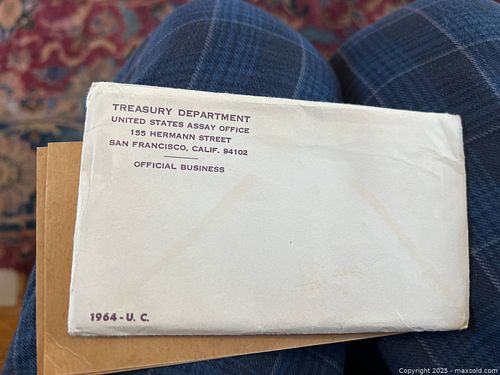 TREASURY DEPARTMENT
UNITED STATES ASSAY OFFICE
155 HERMANN STREET
SAN FRANCISCO, CALIF. 94102
OFFICIAL BUSINESS
1964 - U. C.
Copyright 2025 - maxsold.com